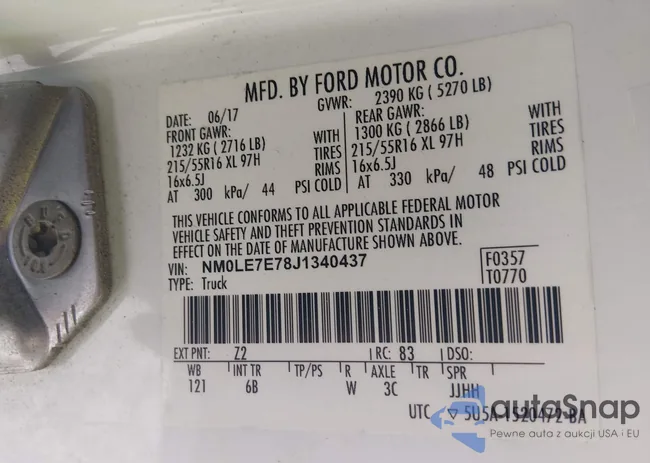 MFD. BY FORD MOTOR CO.
DATE: 06/17 GVWR: 2390 KG ( 5270 LB)
FRONT GAWR: REAR GAWR:
1232 KG ( 2716 LB) WITH 1300 KG ( 2866 LB) WITH
215/55R16 XL 97H TIRES 215/55R16 XL 97H TIRES
16x6.5J RIMS 16x6.5J RIMS
AT 300 kPa/ 44 PSI COLD AT 330 kPa/ 48 PSI COLD
THIS VEHICLE CONFORMS TO ALL APPLICABLE FEDERAL MOTOR
VEHICLE SAFETY AND THEFT PREVENTION STANDARDS IN
EFFECT ON THE DATE OF MANUFACTURE SHOWN ABOVE.
VIN: NM0LE7E78J1340437 F0357
TYPE: Truck T0770
EXT PNT: Z2 RC: 83 DSO:
WB INT TR TP/PS R AXLE TR SPR
121 6B W 3C JJHH
UTC ▽ 5U5A-1520472-BA
autoSnap
Pewne auta z aukcji USA i EU